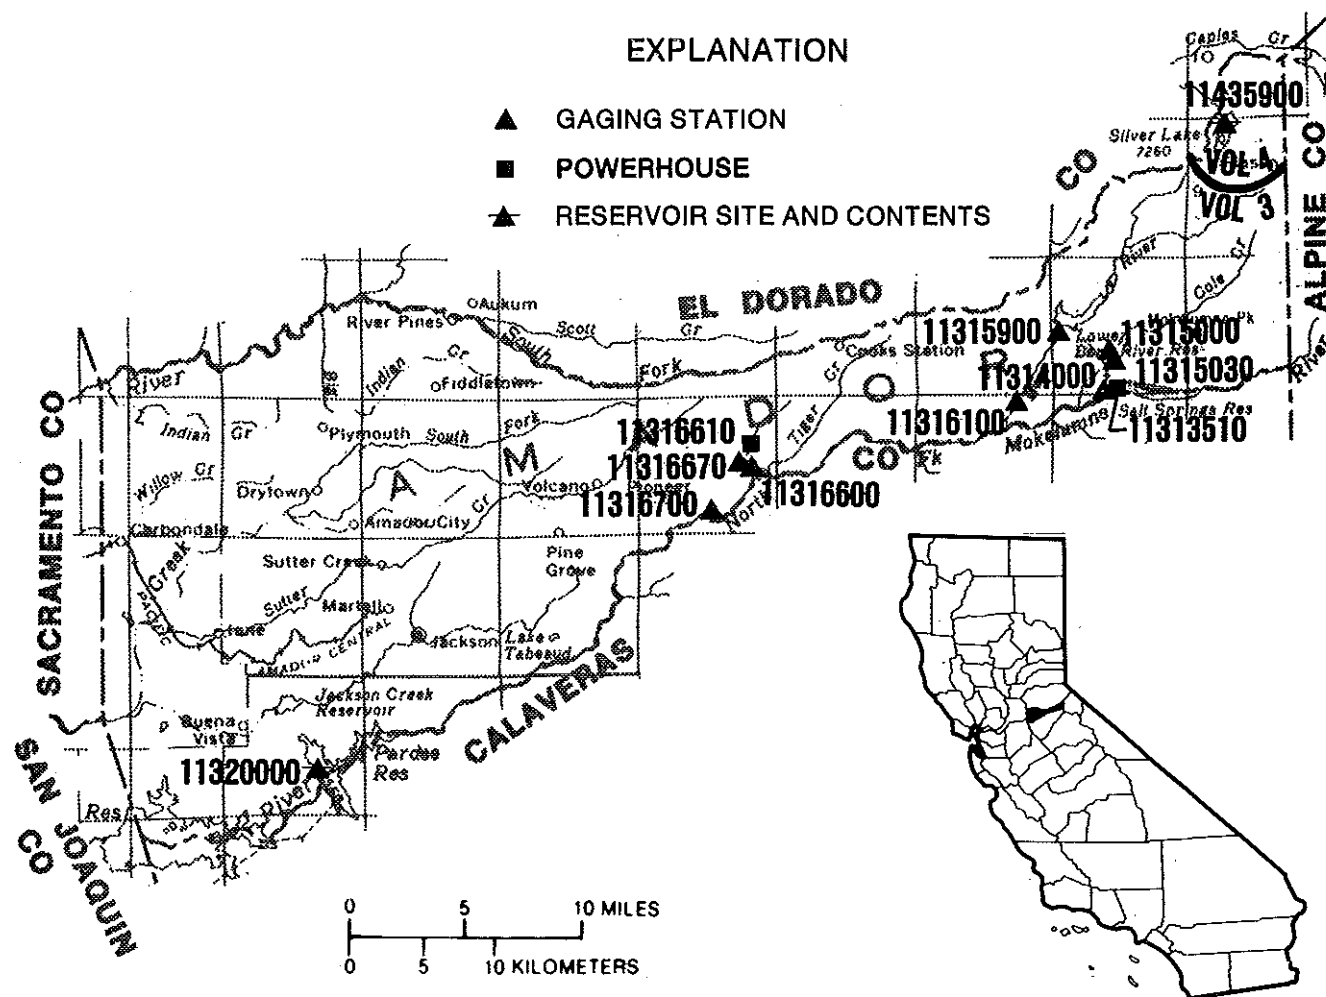 EXPLANATION
GAGING STATION
POWERHOUSE
RESERVOIR SITE AND CONTENTS
Caples Cr
11435900
Silver Lake
7260
VOL 4
VOL 3
ALPINE CO
CO
EL DORADO
River
Cole Cr
Aukum
River Pines
Scott Cr
South Fork
Indian Cr
Fiddletown
Cooks Station
11315900
11315000
11315030
11314000
11316100
Salt Springs Res
11313510
Mokelumne
River
River
SACRAMENTO CO
Indian Cr
Plymouth
South Fork
Willow Cr
Drytown
A M A D O R
CO
Fk
Tiger Cr
11316610
11316670
11316600
11316700
North
Volcano
Pioneer
Amador City
Carbondale
Creek
Sutter Creek
Sutter Cr
Pine
Grove
Martell
PACIFIC
Ione
AMADOR CENTRAL
Jackson
Lake
Tabeaud
Jackson Creek
Reservoir
CALAVERAS
Buena
Vista
Pardee
Res
11320000
River
Res
SAN JOAQUIN
CO
0 5 10 MILES
0 5 10 KILOMETERS